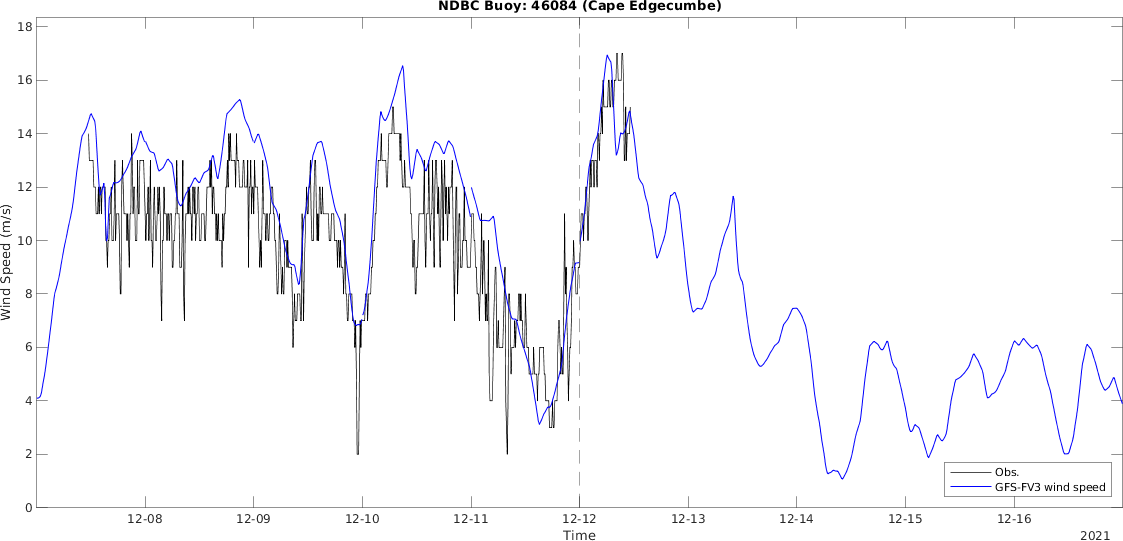 NDBC Buoy: 46084 (Cape Edgecumbe)
18
16
14
12
10
8
6
4
2
0
Wind Speed (m/s)
12-08 12-09 12-10 12-11 12-12 12-13 12-14 12-15 12-16
Time
2021
Obs.
GFS-FV3 wind speed